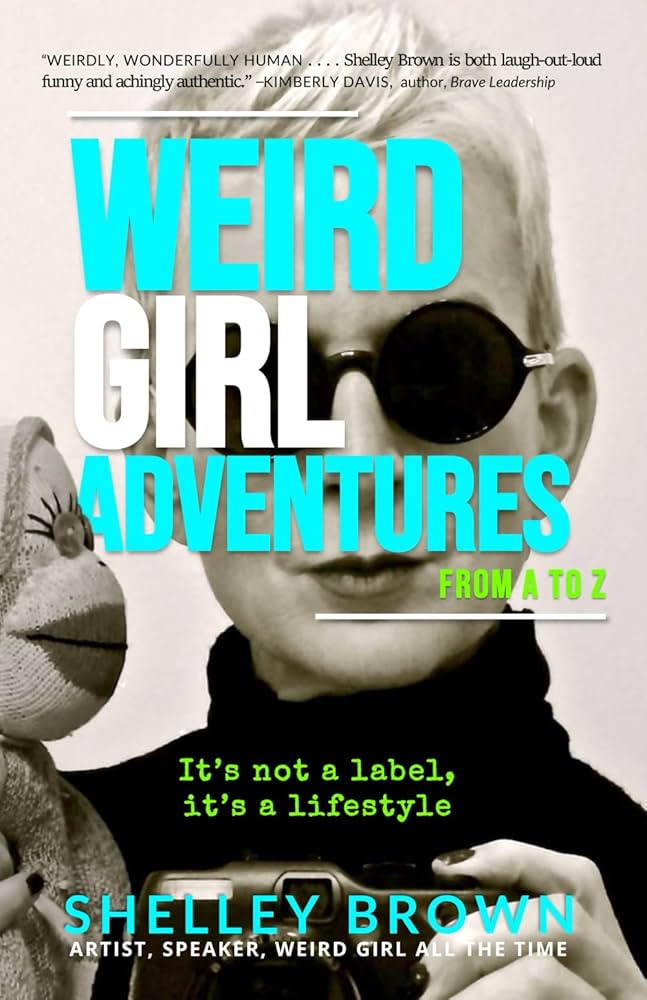 “WEIRDLY, WONDERFULLY HUMAN . . . . Shelley Brown is both laugh-out-loud
funny and achingly authentic.” –KIMBERLY DAVIS, author, Brave Leadership
WEIRD
GIRL
ADVENTURES
FROM A TO Z
It’s not a label,
it’s a lifestyle
SHELLEY BROWN
ARTIST, SPEAKER, WEIRD GIRL ALL THE TIME